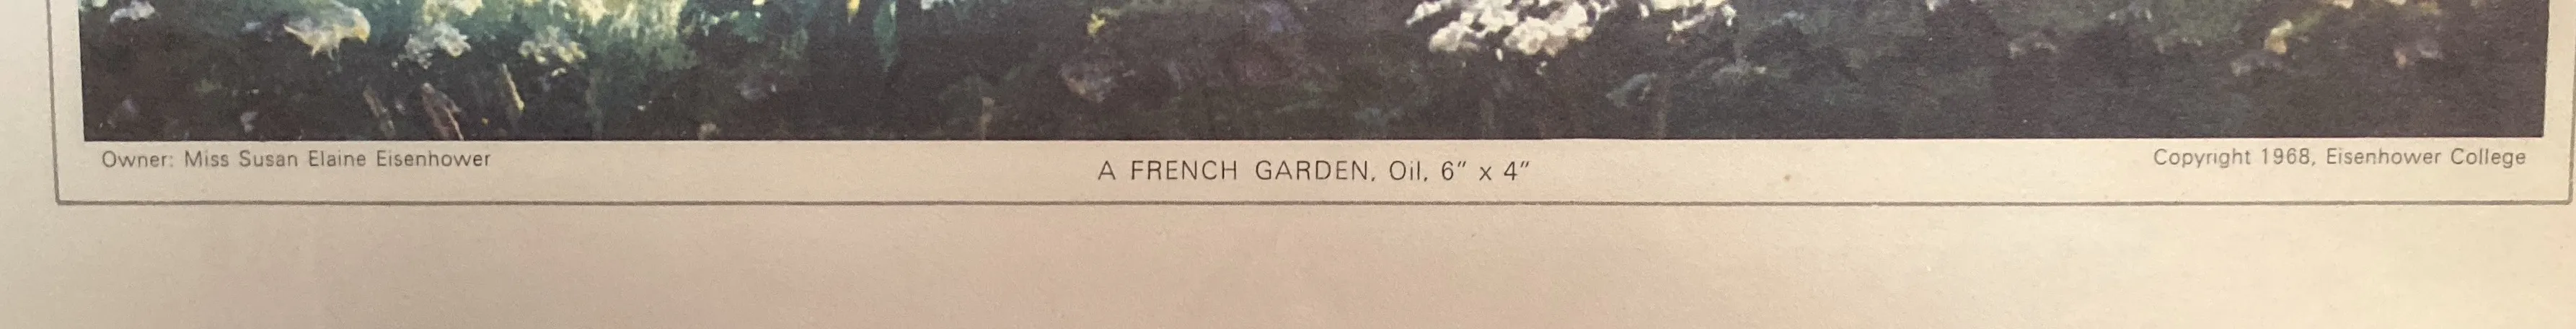 Owner: Miss Susan Elaine Eisenhower
A FRENCH GARDEN, Oil, 6" x 4"
Copyright 1968, Eisenhower College